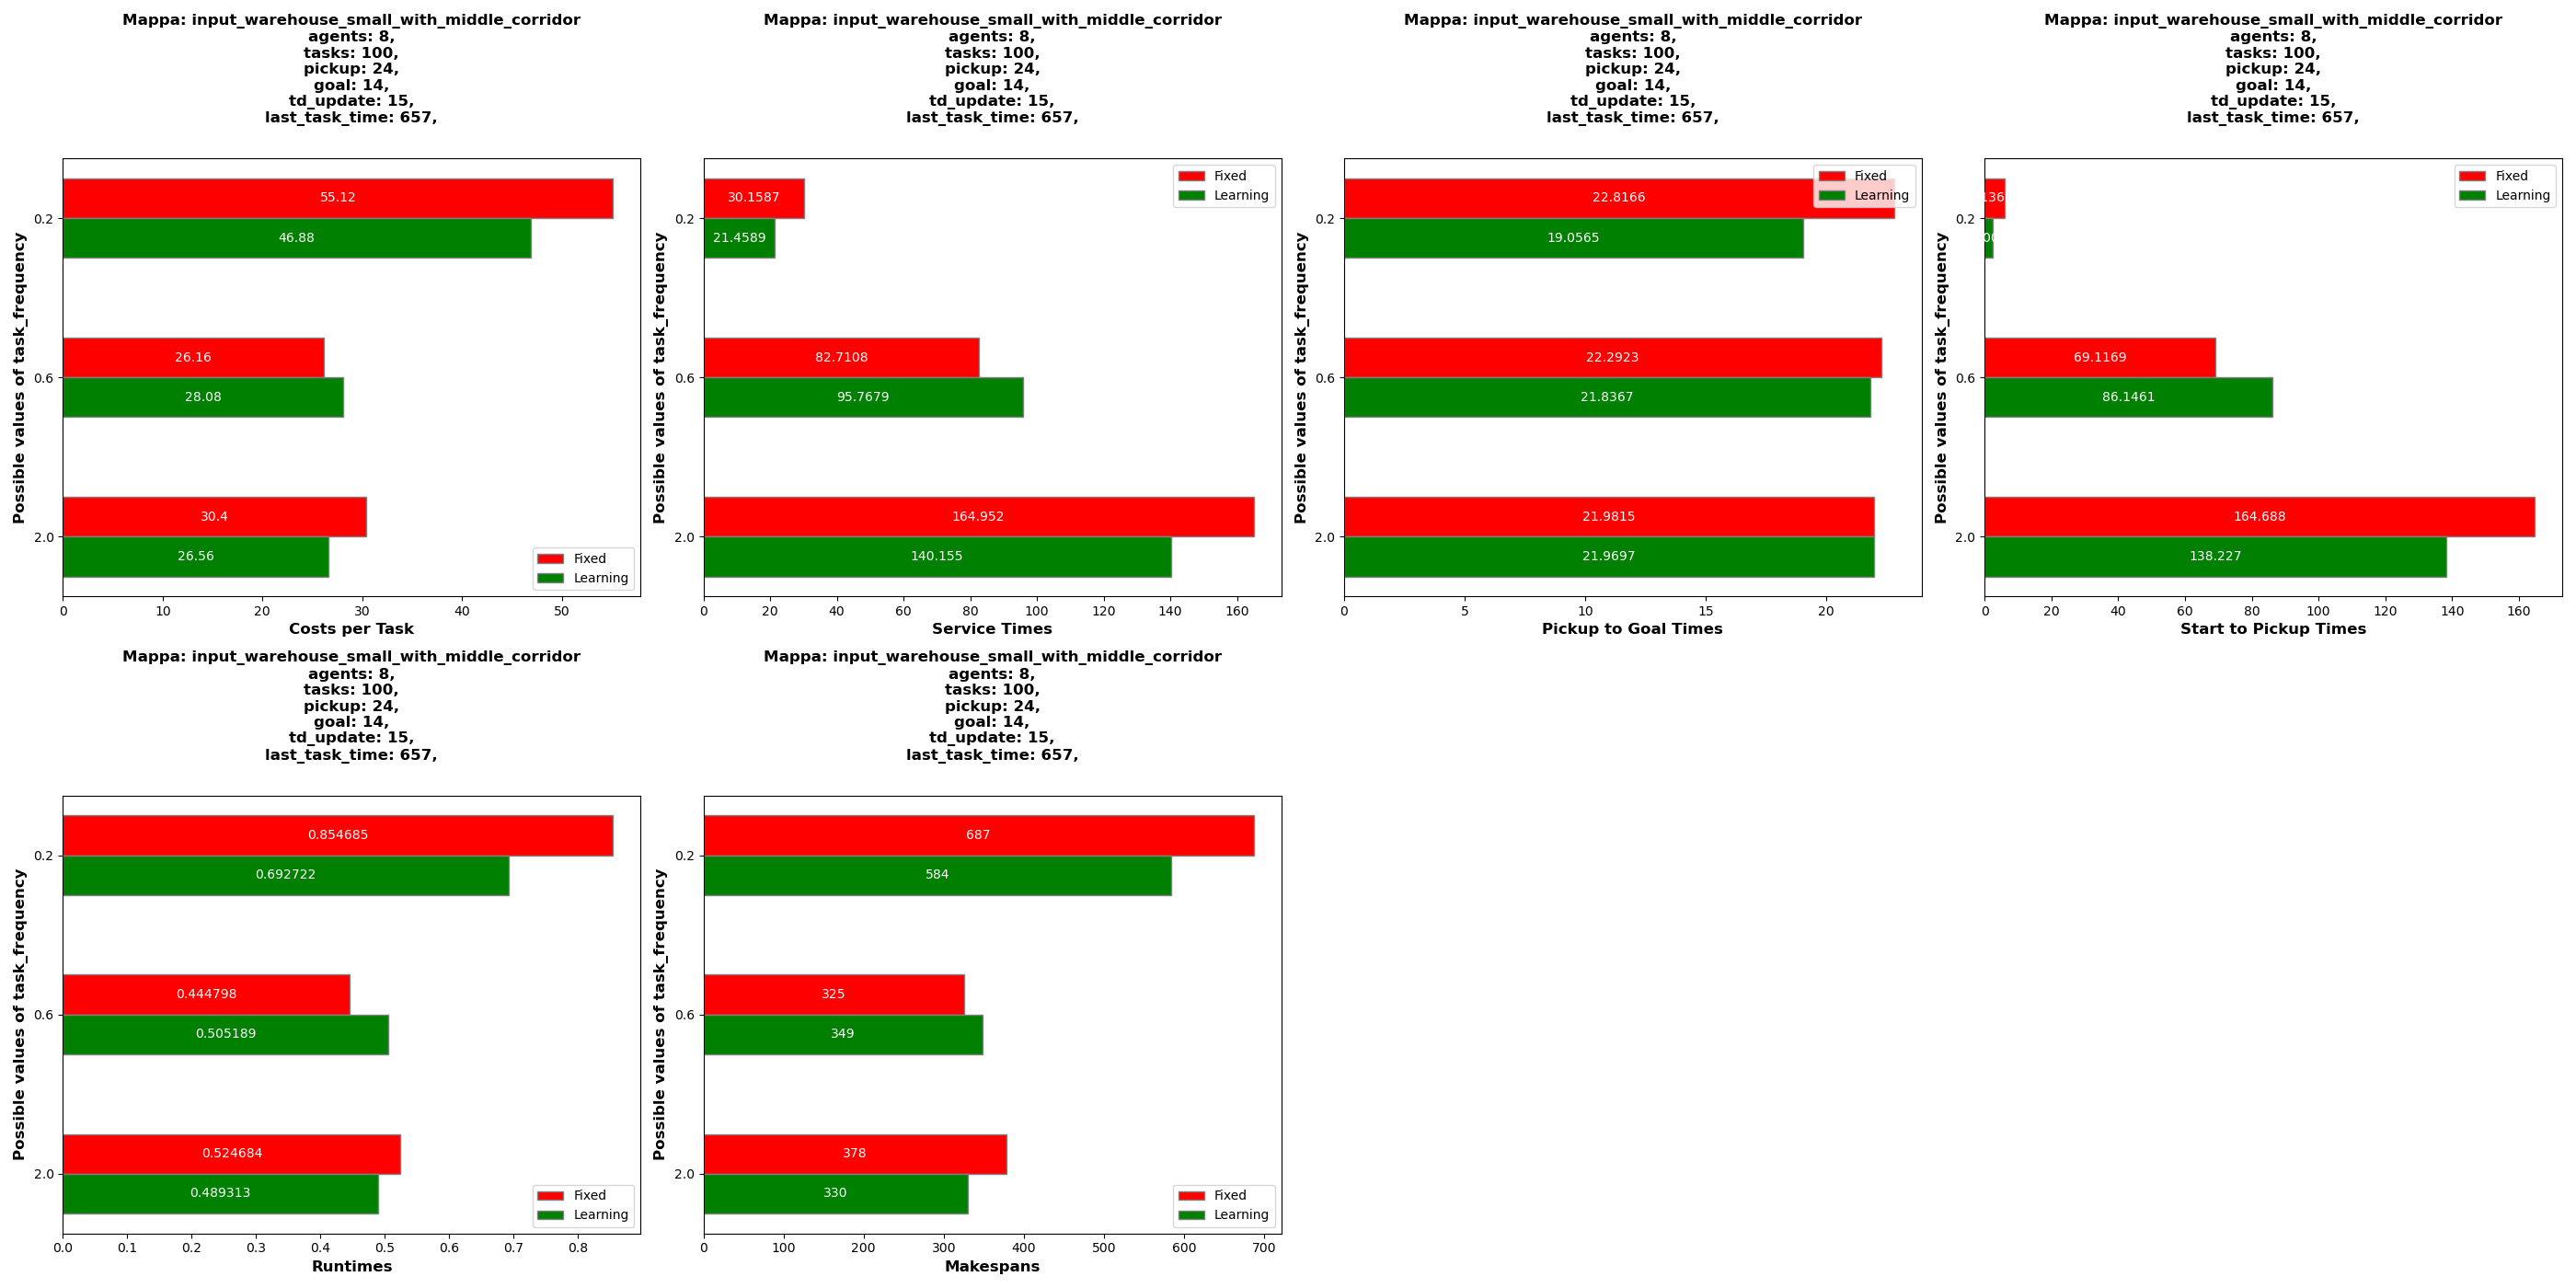 Mappa: input_warehouse_small_with_middle_corridor
agents: 8,
tasks: 100,
pickup: 24,
goal: 14,
td_update: 15,
last_task_time: 657,
Possible values of task_frequency
0.2
0.6
2.0
55.12
46.88
26.16
28.08
30.4
26.56
Fixed
Learning
0 10 20 30 40 50
Costs per Task
Mappa: input_warehouse_small_with_middle_corridor
agents: 8,
tasks: 100,
pickup: 24,
goal: 14,
td_update: 15,
last_task_time: 657,
Possible values of task_frequency
Fixed
Learning
0.2
0.6
2.0
30.1587
21.4589
82.7108
95.7679
164.952
140.155
0 20 40 60 80 100 120 140 160
Service Times
Mappa: input_warehouse_small_with_middle_corridor
agents: 8,
tasks: 100,
pickup: 24,
goal: 14,
td_update: 15,
last_task_time: 657,
Possible values of task_frequency
Fixed
Learning
0.2
0.6
2.0
22.8166
19.0565
22.2923
21.8367
21.9815
21.9697
0 5 10 15 20
Pickup to Goal Times
Mappa: input_warehouse_small_with_middle_corridor
agents: 8,
tasks: 100,
pickup: 24,
goal: 14,
td_update: 15,
last_task_time: 657,
Possible values of task_frequency
Fixed
Learning
0.2
0.6
2.0
69.1169
86.1461
164.688
138.227
0 20 40 60 80 100 120 140 160
Start to Pickup Times
Mappa: input_warehouse_small_with_middle_corridor
agents: 8,
tasks: 100,
pickup: 24,
goal: 14,
td_update: 15,
last_task_time: 657,
Possible values of task_frequency
0.2
0.6
2.0
0.854685
0.692722
0.444798
0.505189
0.524684
0.489313
Fixed
Learning
0.0 0.1 0.2 0.3 0.4 0.5 0.6 0.7 0.8
Runtimes
Mappa: input_warehouse_small_with_middle_corridor
agents: 8,
tasks: 100,
pickup: 24,
goal: 14,
td_update: 15,
last_task_time: 657,
Possible values of task_frequency
0.2
0.6
2.0
687
584
325
349
378
330
Fixed
Learning
0 100 200 300 400 500 600 700
Makespans